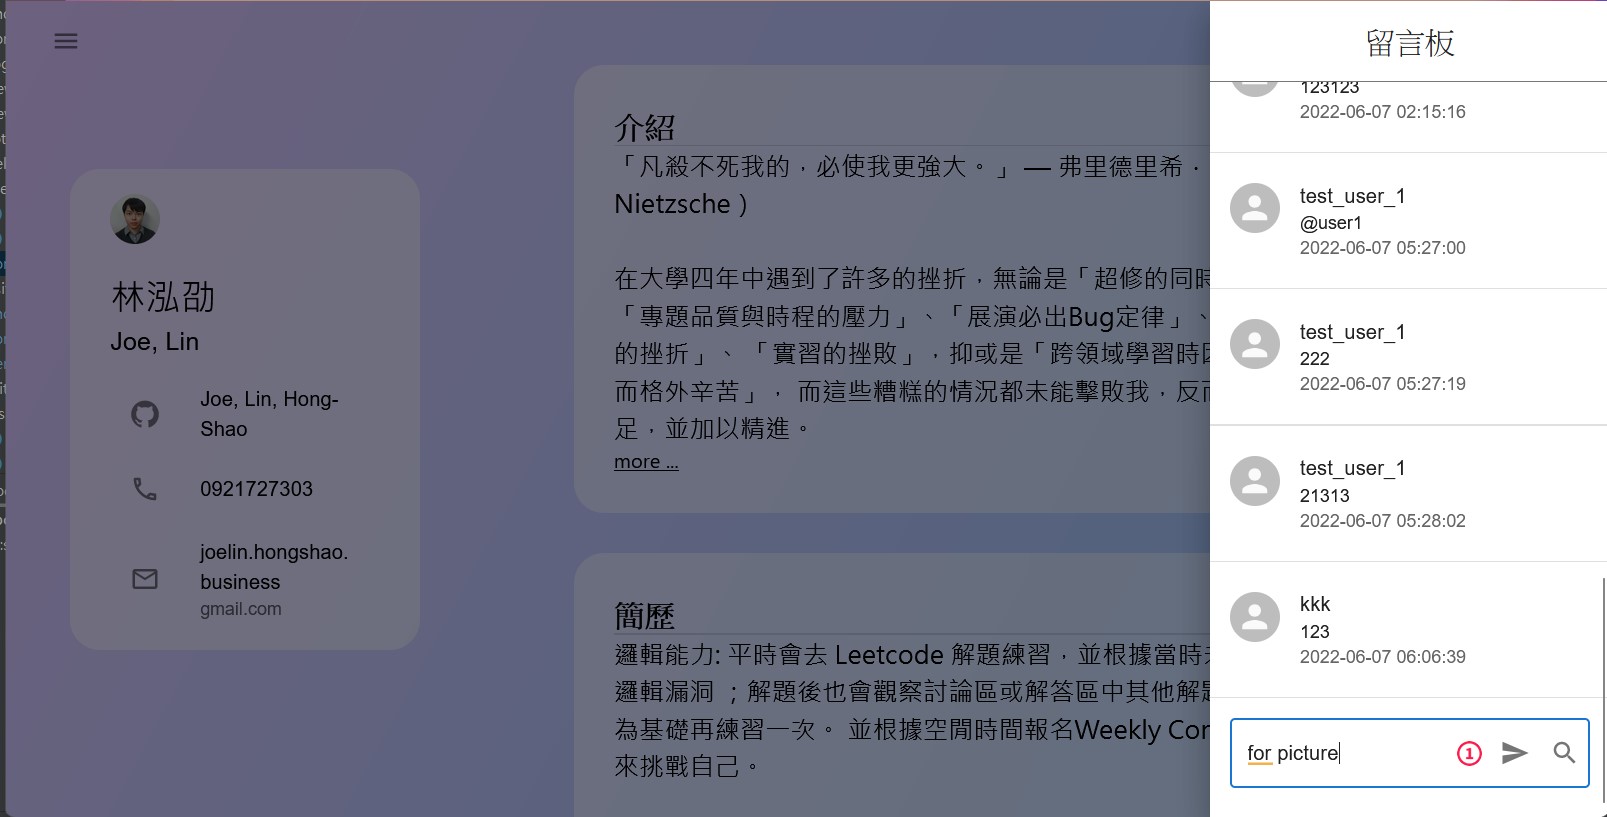 林泓劭
Joe, Lin
Joe, Lin, Hong-
Shao
0921727303
joelin.hongshao.
business
gmail.com
介紹
「凡殺不死我的，必使我更強大。」 — 弗里德里希．
Nietzsche )
在大學四年中遇到了許多的挫折，無論是「超修的同時
「專題品質與時程的壓力」、「展演必出Bug定律」、
的挫折」、 「實習的挫敗」，抑或是「跨領域學習時因
而格外辛苦」， 而這些糟糕的情況都未能擊敗我，反而
足，並加以精進。
more ...
簡歷
邏輯能力: 平時會去 Leetcode 解題練習，並根據當時未
邏輯漏洞 ；解題後也會觀察討論區或解答區中其他解題
為基礎再練習一次。 並根據空閒時間報名Weekly Con
來挑戰自己。
留言板
123123
2022-06-07 02:15:16
test_user_1
@user1
2022-06-07 05:27:00
test_user_1
222
2022-06-07 05:27:19
test_user_1
21313
2022-06-07 05:28:02
kkk
123
2022-06-07 06:06:39
for picture
1